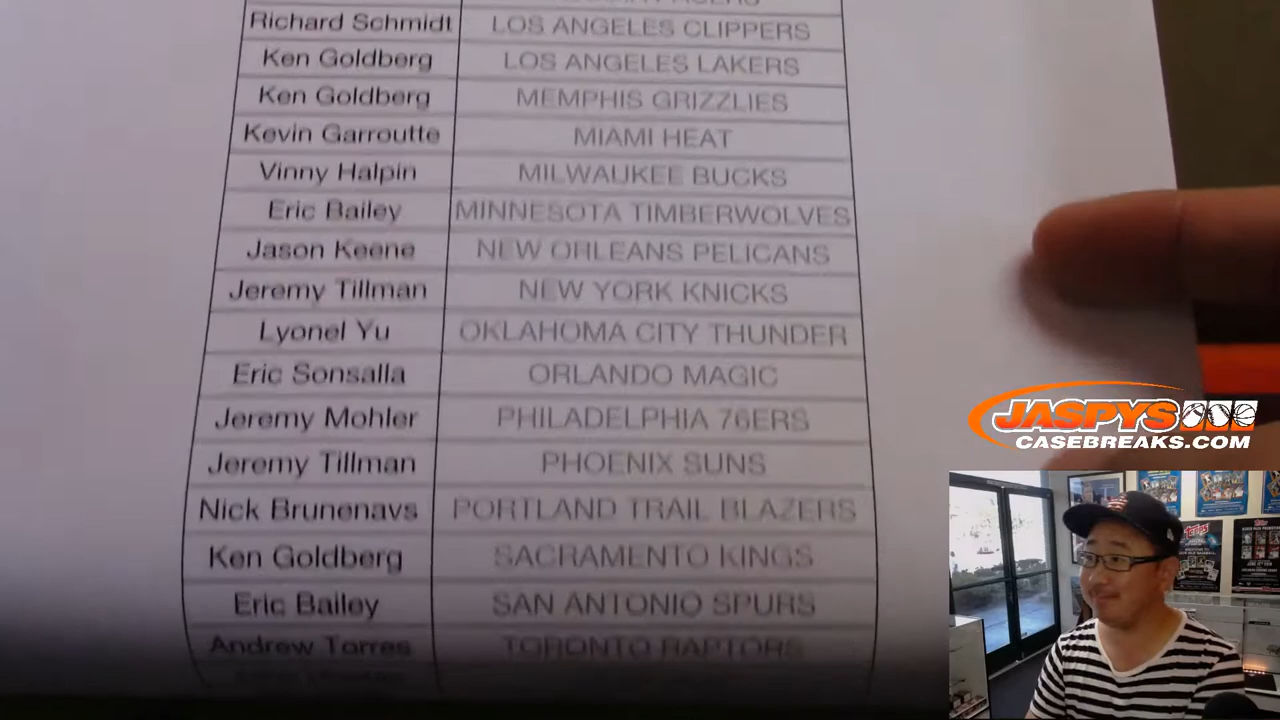 Richard Schmidt LOS ANGELES CLIPPERS
Ken Goldberg LOS ANGELES LAKERS
Ken Goldberg MEMPHIS GRIZZLIES
Kevin Garroutte MIAMI HEAT
Vinny Halpin MILWAUKEE BUCKS
Eric Bailey MINNESOTA TIMBERWOLVES
Jason Keene NEW ORLEANS PELICANS
Jeremy Tillman NEW YORK KNICKS
Lyonel Yu OKLAHOMA CITY THUNDER
Eric Sonsalla ORLANDO MAGIC
Jeremy Mohler PHILADELPHIA 76ERS
Jeremy Tillman PHOENIX SUNS
Nick Brunenavs PORTLAND TRAIL BLAZERS
Ken Goldberg SACRAMENTO KINGS
Eric Bailey SAN ANTONIO SPURS
Andrew Torres TORONTO RAPTORS
JASPYS
CASEBREAKS.COM